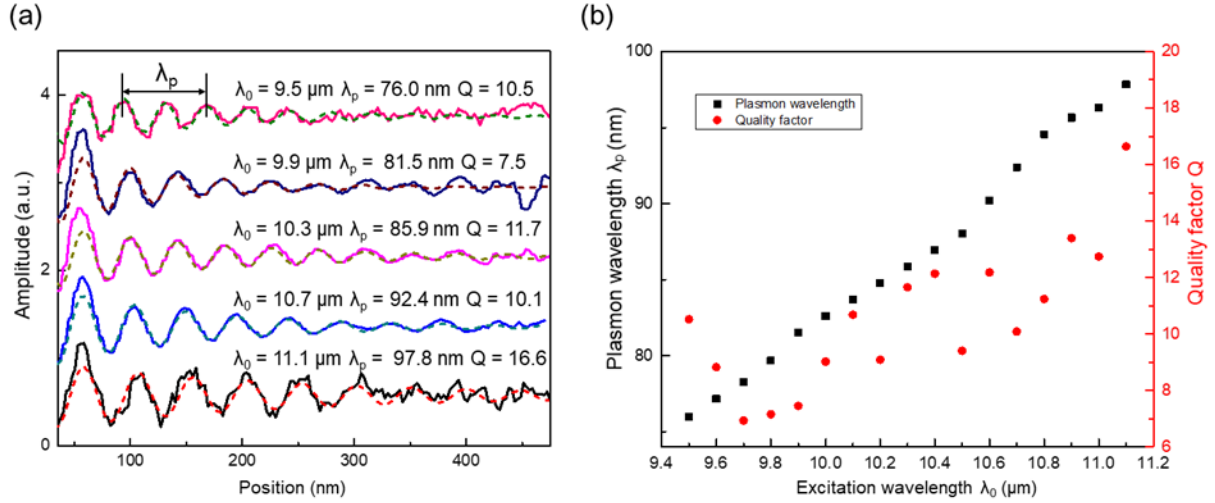 (a)
λp
λ0 = 9.5 μm λp = 76.0 nm Q = 10.5
λ0 = 9.9 μm λp = 81.5 nm Q = 7.5
λ0 = 10.3 μm λp = 85.9 nm Q = 11.7
λ0 = 10.7 μm λp = 92.4 nm Q = 10.1
λ0 = 11.1 μm λp = 97.8 nm Q = 16.6
4
2
0
Amplitude (a.u.)
100 200 300 400
Position (nm)
(b)
Plasmon wavelength
Quality factor
100
90
80
Plasmon wavelength λp (nm)
20
18
16
14
12
10
8
6
Quality factor Q
9.4 9.6 9.8 10.0 10.2 10.4 10.6 10.8 11.0 11.2
Excitation wavelength λ0 (μm)